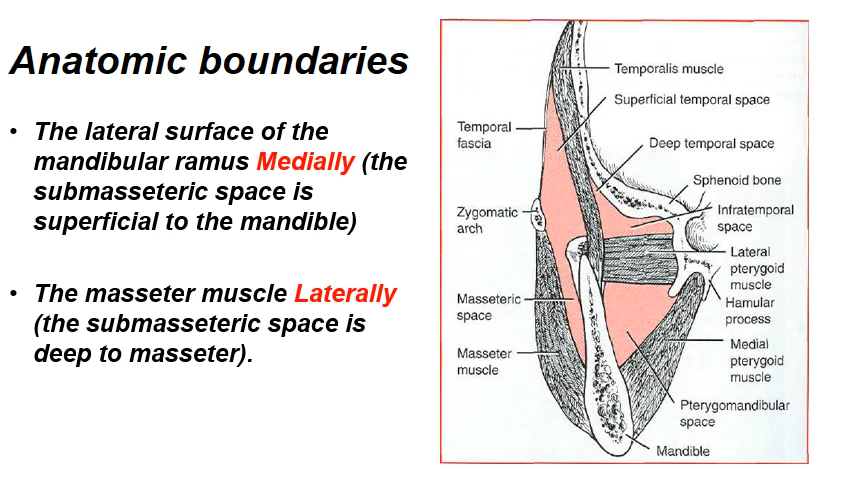 Anatomic boundaries
• The lateral surface of the
mandibular ramus Medially (the
submasseteric space is
superficial to the mandible)
• The masseter muscle Laterally
(the submasseteric space is
deep to masseter).
Temporalis muscle
Superficial temporal space
Temporal
fascia
Deep temporal space
Sphenoid bone
Zygomatic
arch
Infratemporal
space
Lateral
pterygoid
muscle
Masseteric
space
Hamular
process
Masseter
muscle
Medial
pterygoid
muscle
Pterygomandibular
space
Mandible